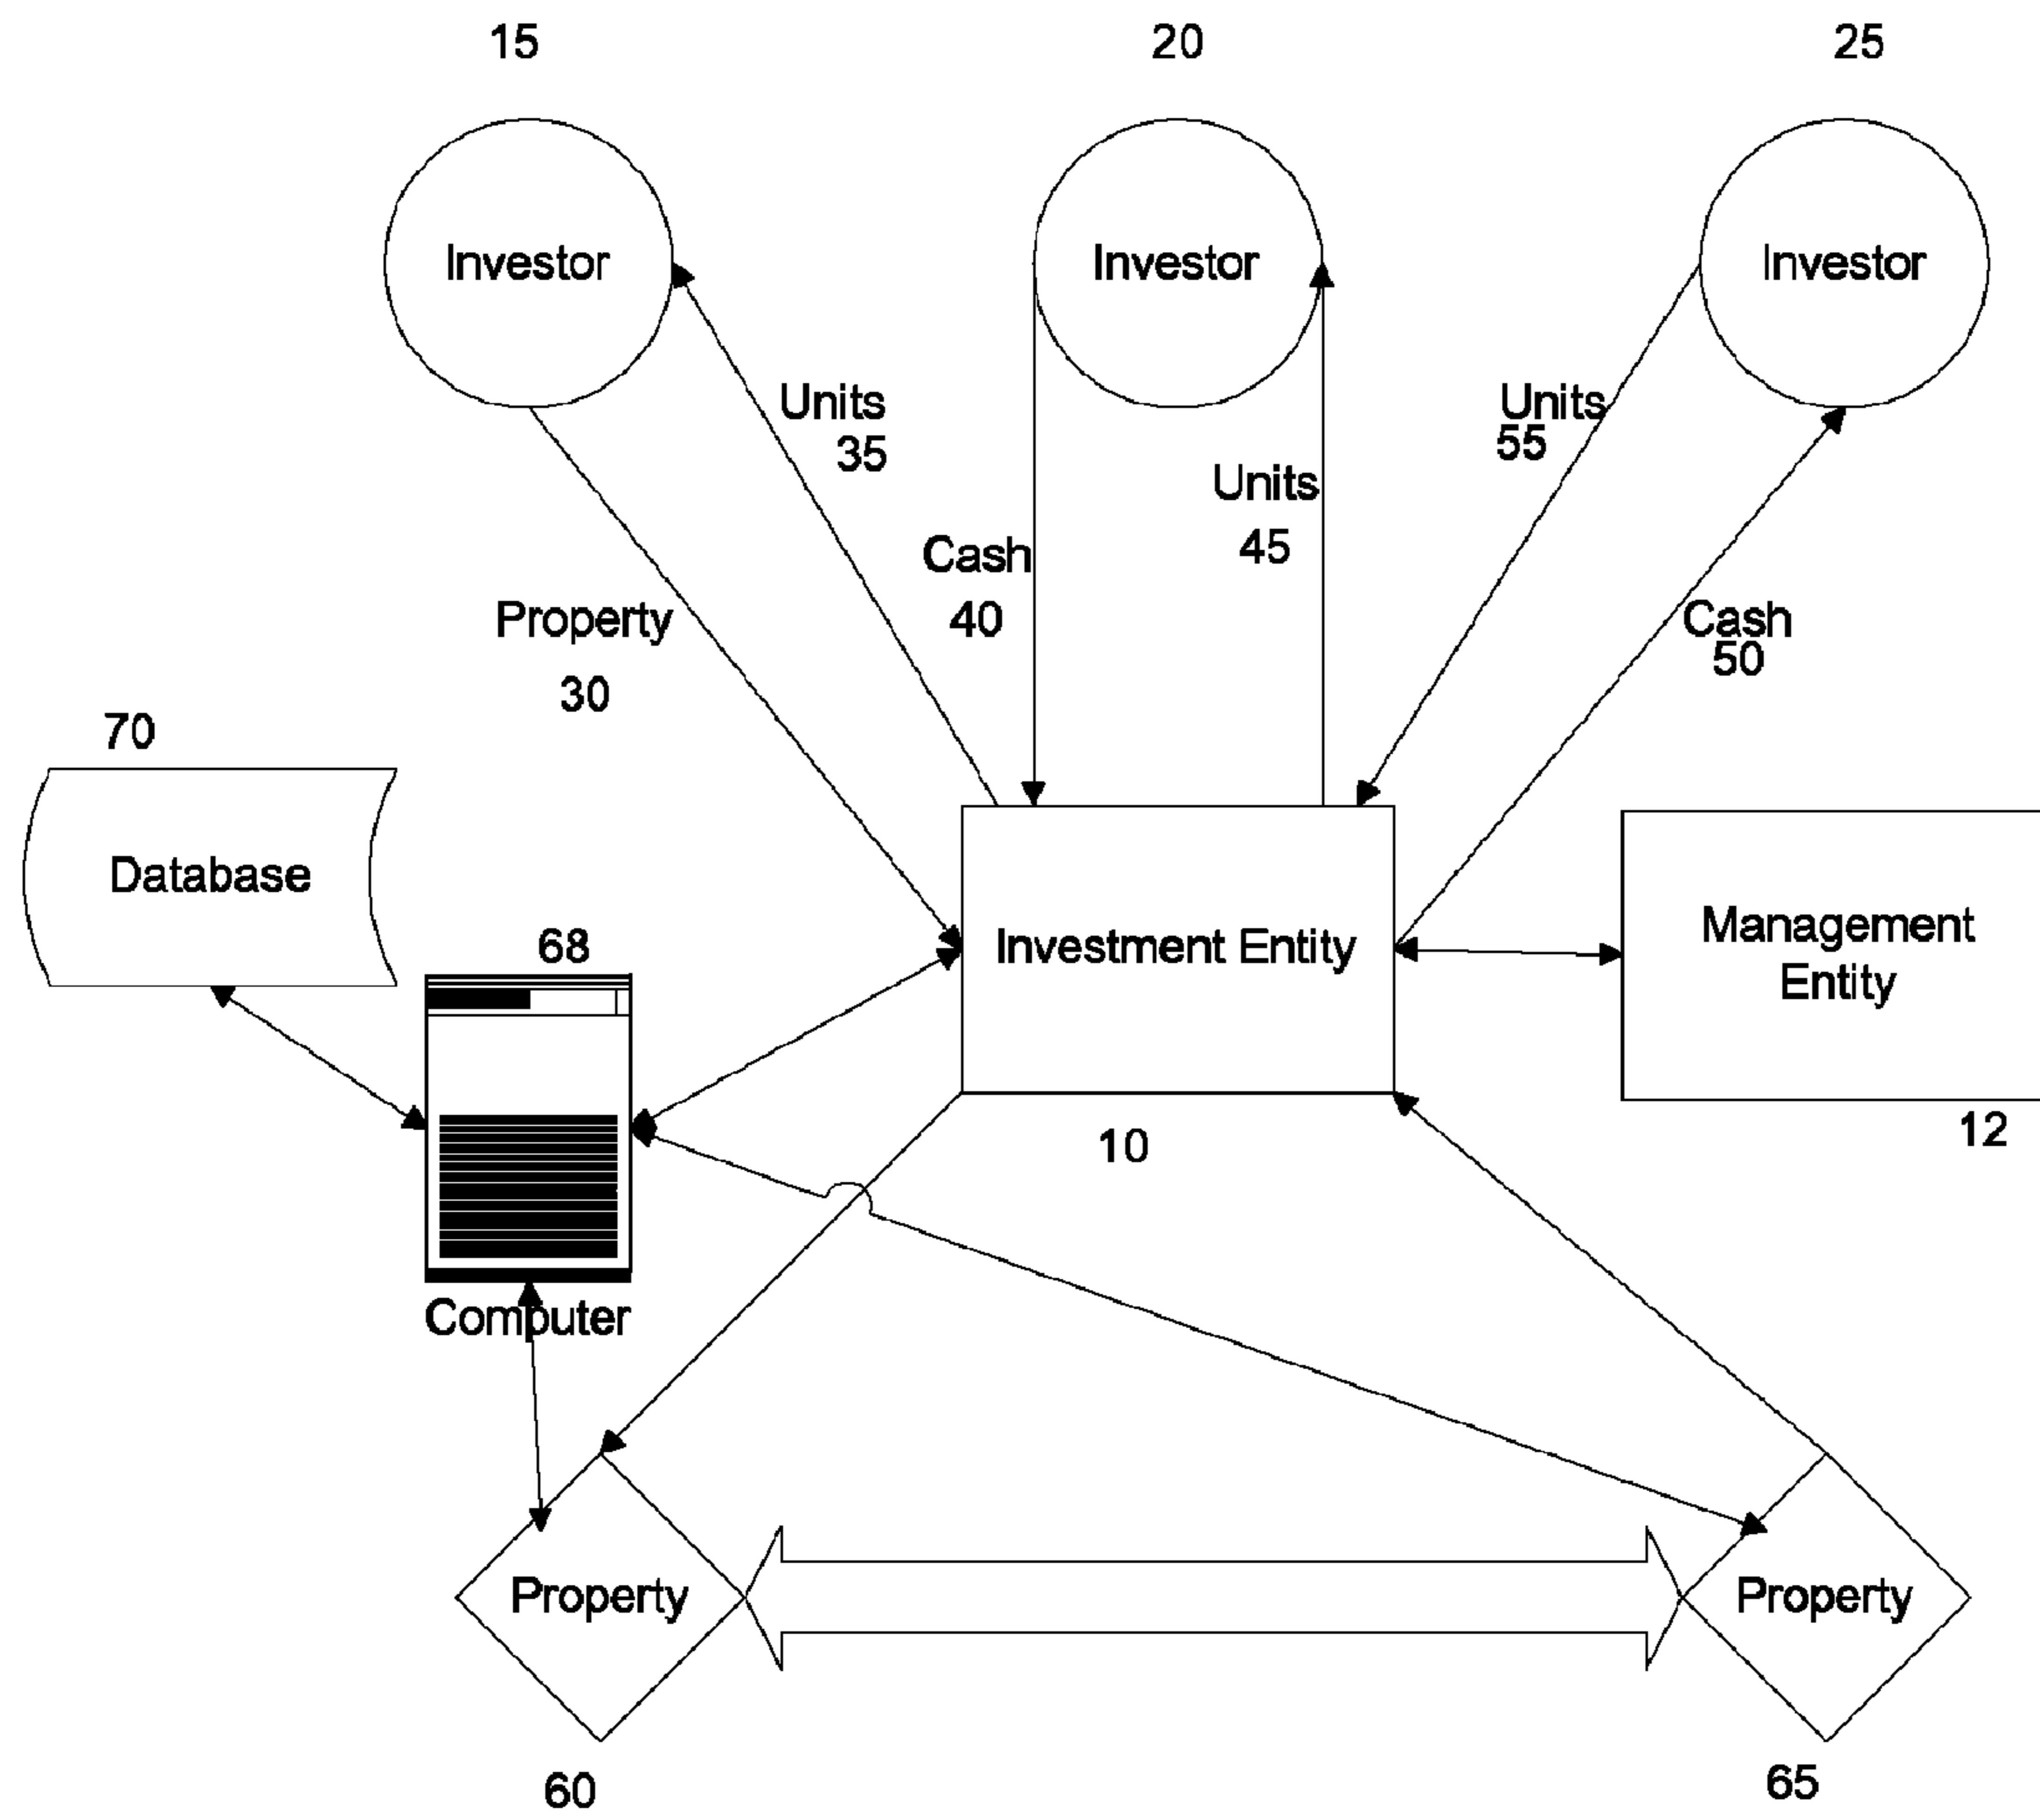 15
20
25
Investor
Investor
Investor
Units
35
Units
55
Units
45
Cash
40
Property
30
Cash
50
70
Database
68
Investment Entity
Management
Entity
10
12
Computer
Property
Property
60
65